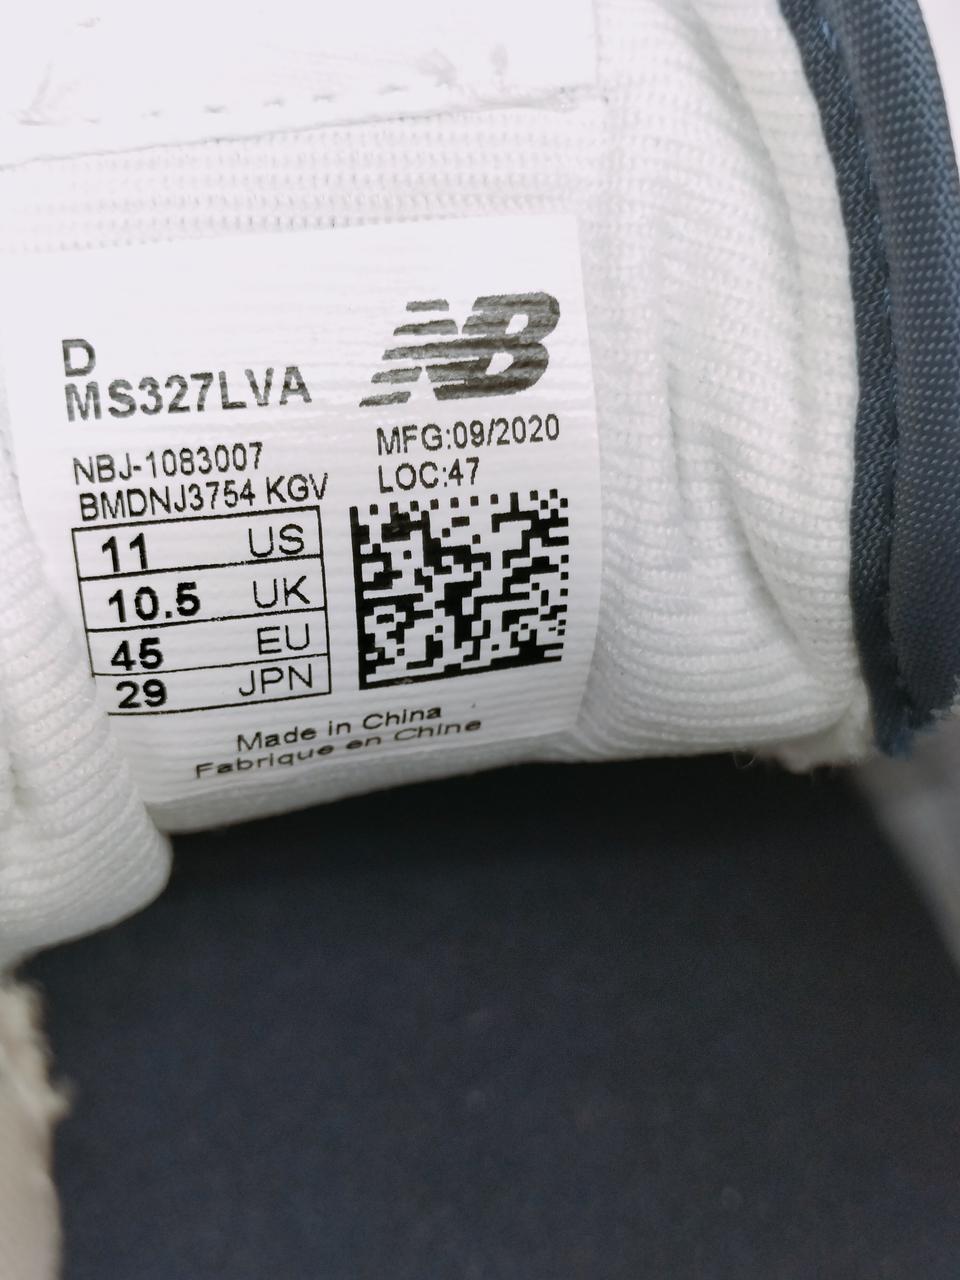 D
MS327LVA
NB
NBJ-1083007
BMDNJ3754 KGV
MFG:09/2020
LOC:47
11 US
10.5 UK
45 EU
29 JPN
Made in China
Fabrique en Chine